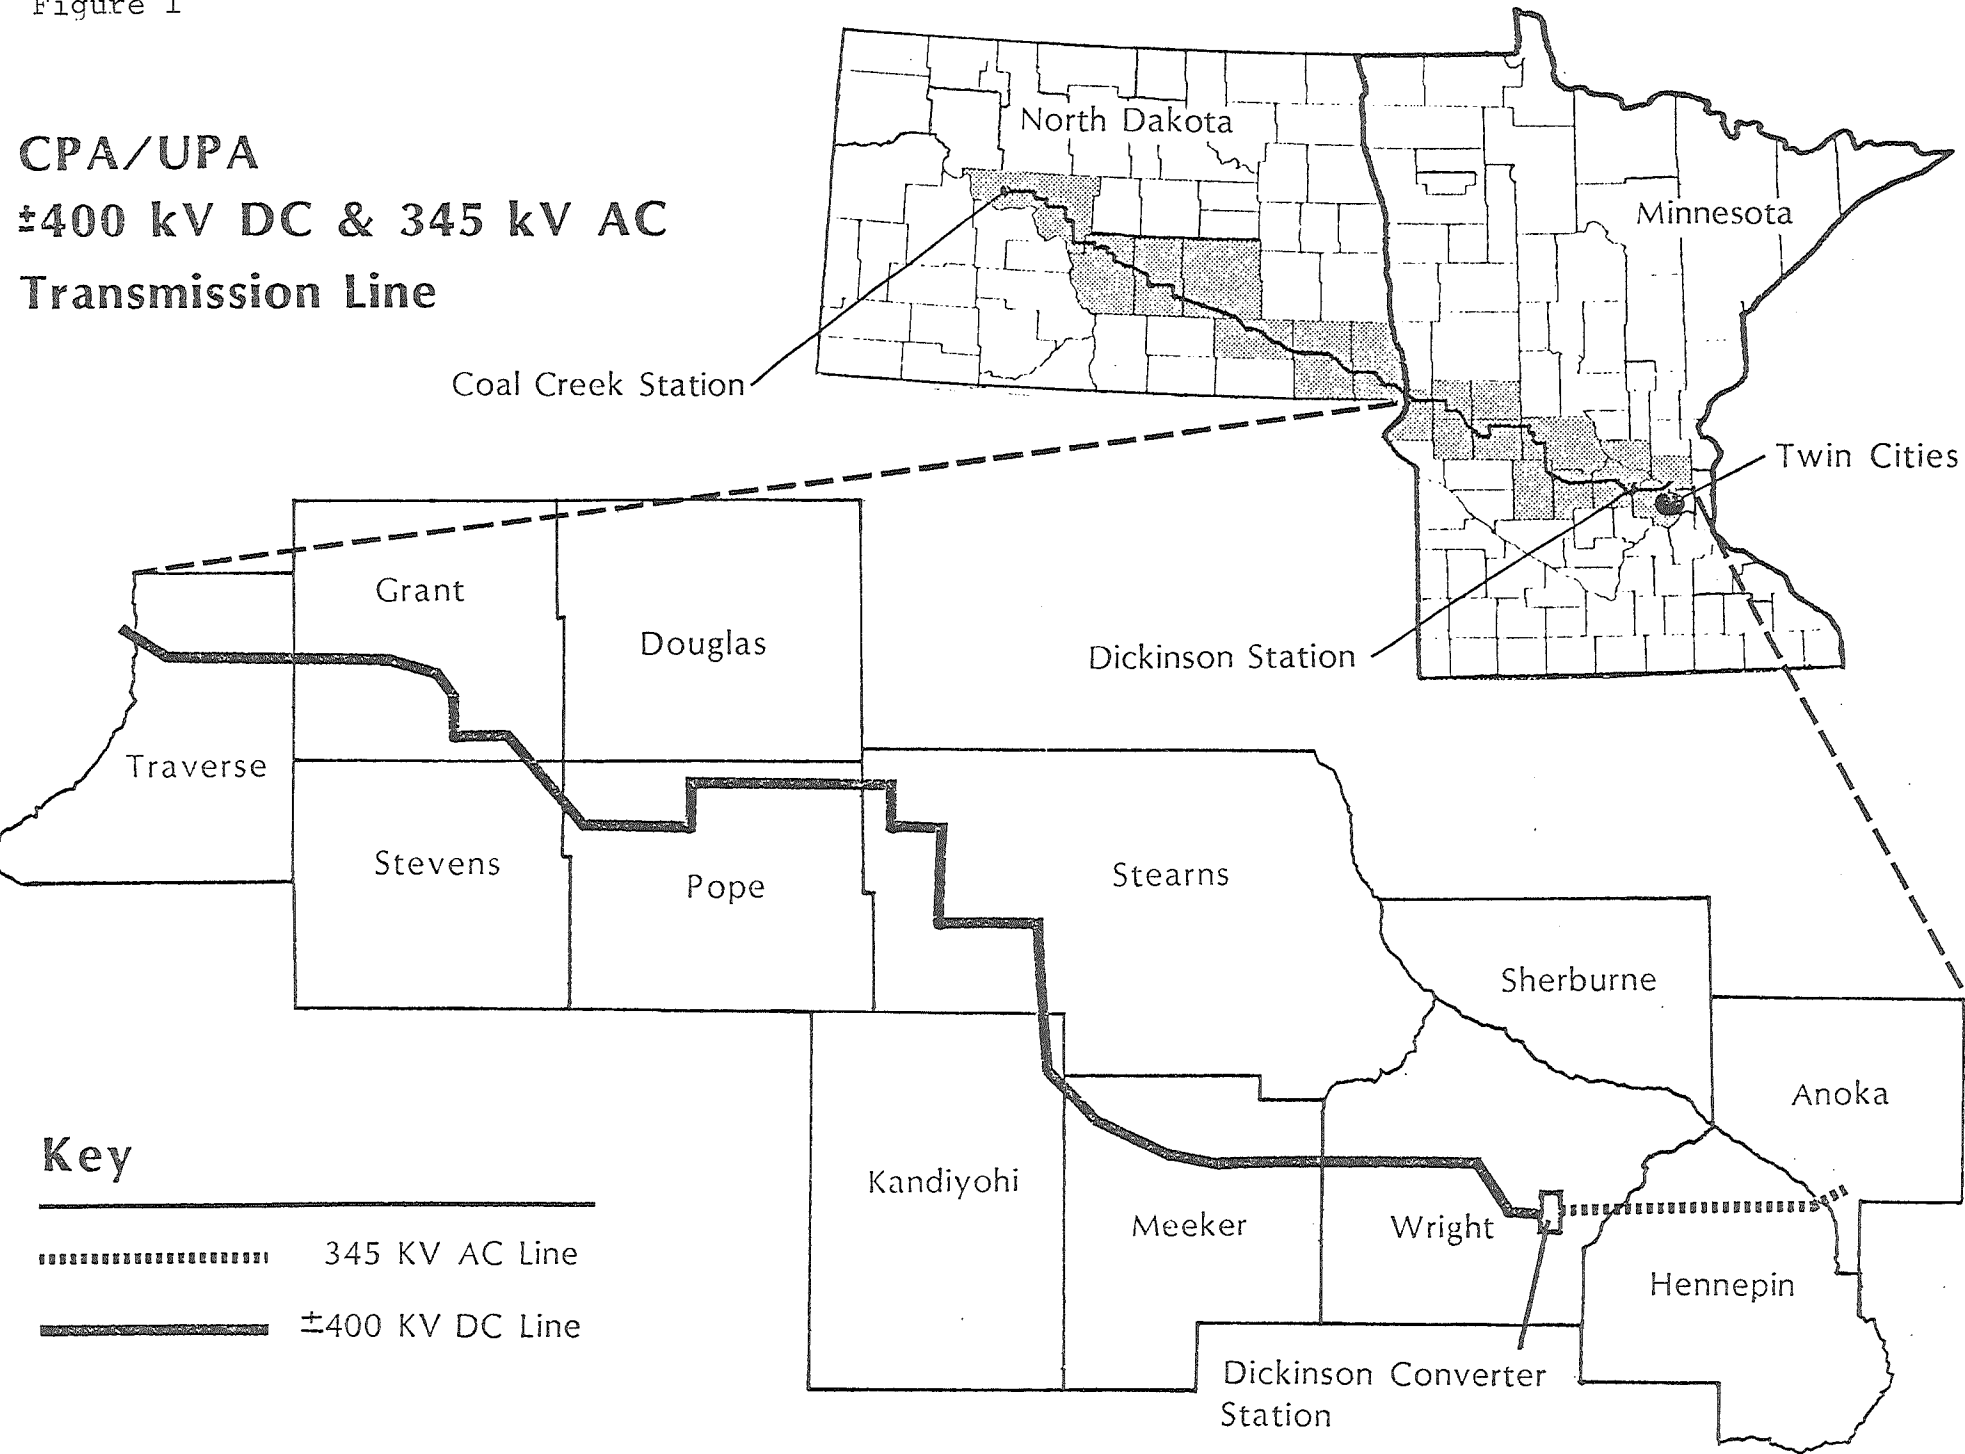 Figure 1
CPA/UPA
±400 kV DC & 345 kV AC
Transmission Line
North Dakota
Minnesota
Coal Creek Station
Twin Cities
Dickinson Station
Grant
Douglas
Traverse
Stevens
Pope
Stearns
Sherburne
Anoka
Kandiyohi
Meeker
Wright
Hennepin
Dickinson Converter
Station
Key
345 KV AC Line
±400 KV DC Line